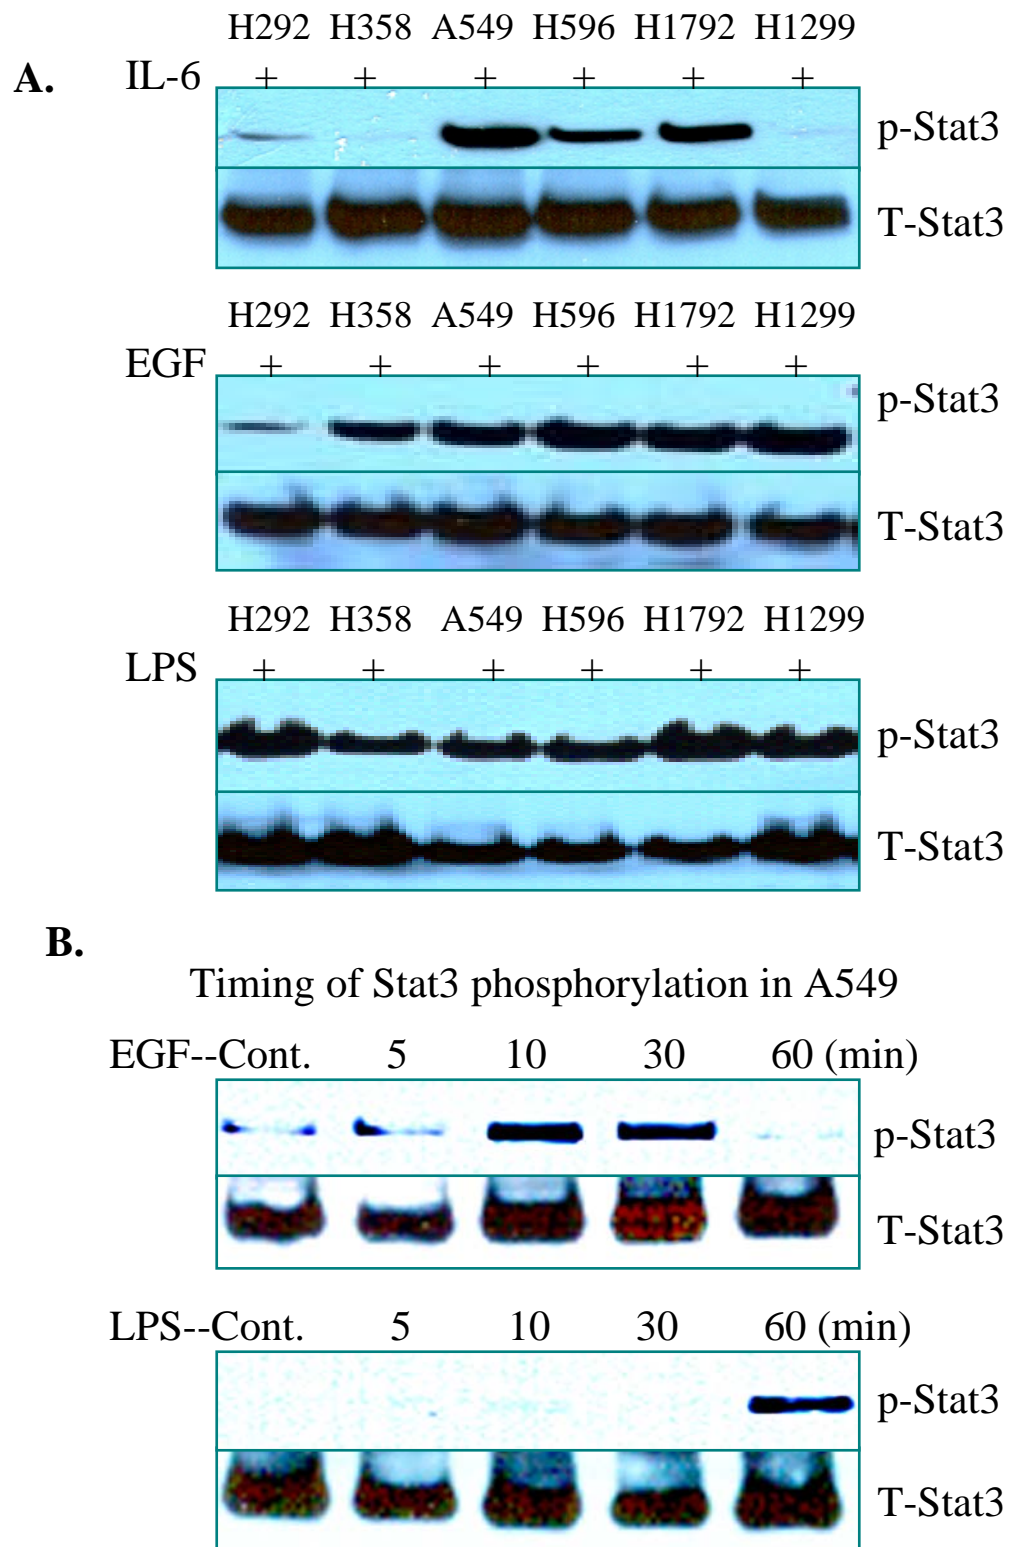 H292 H358 A549 H596 H1792 H1299
A. IL-6 + + + + + +
p-Stat3
T-Stat3
H292 H358 A549 H596 H1792 H1299
EGF + + + + + +
p-Stat3
T-Stat3
H292 H358 A549 H596 H1792 H1299
LPS + + + + + +
p-Stat3
T-Stat3
B.
Timing of Stat3 phosphorylation in A549
EGF--Cont. 5 10 30 60 (min)
p-Stat3
T-Stat3
LPS--Cont. 5 10 30 60 (min)
p-Stat3
T-Stat3